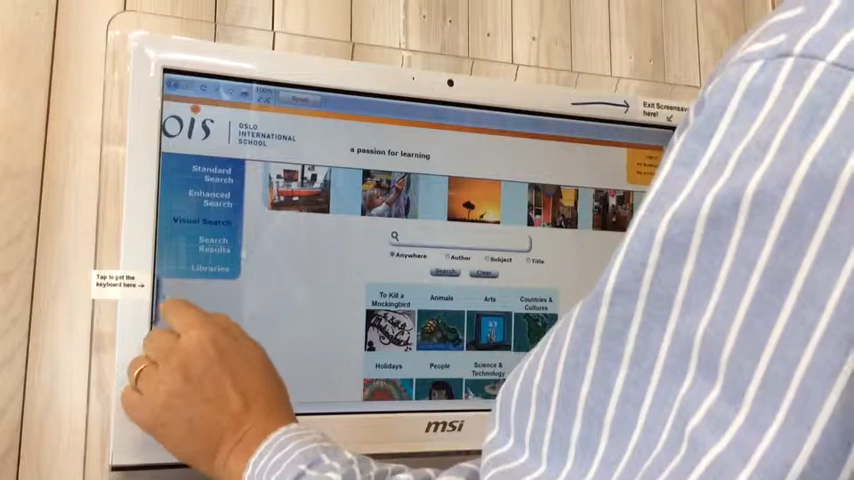 100%
Exit Screensaver
here!
OIS
OSLO
INTERNATIONAL
SCHOOL
a passion for learning
Standard
Search
Enhanced
Search
Visual Search
Search
Results
Libraries
Anywhere
Author
Subject
Title
Search
Clear
Tap to get the
keyboard here →
To Kill a
Mockingbird
Animals
Arts
Countries &
Cultures
Holidays
People
Science &
Technology
msi